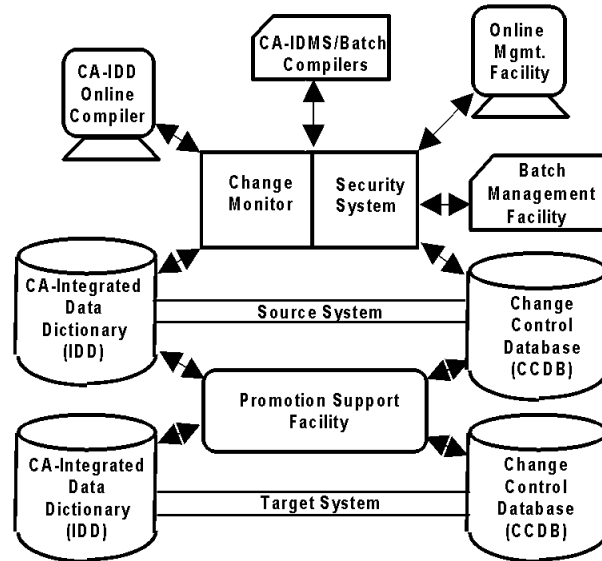 CA-IDD
Online
Compiler
CA-IDMS/Batch
Compilers
Online
Mgmt.
Facility
Change
Monitor
Security
System
Batch
Management
Facility
CA-Integrated
Data
Dictionary
(IDD)
Source System
Change
Control
Database
(CCDB)
Promotion Support
Facility
CA-Integrated
Data
Dictionary
(IDD)
Target System
Change
Control
Database
(CCDB)